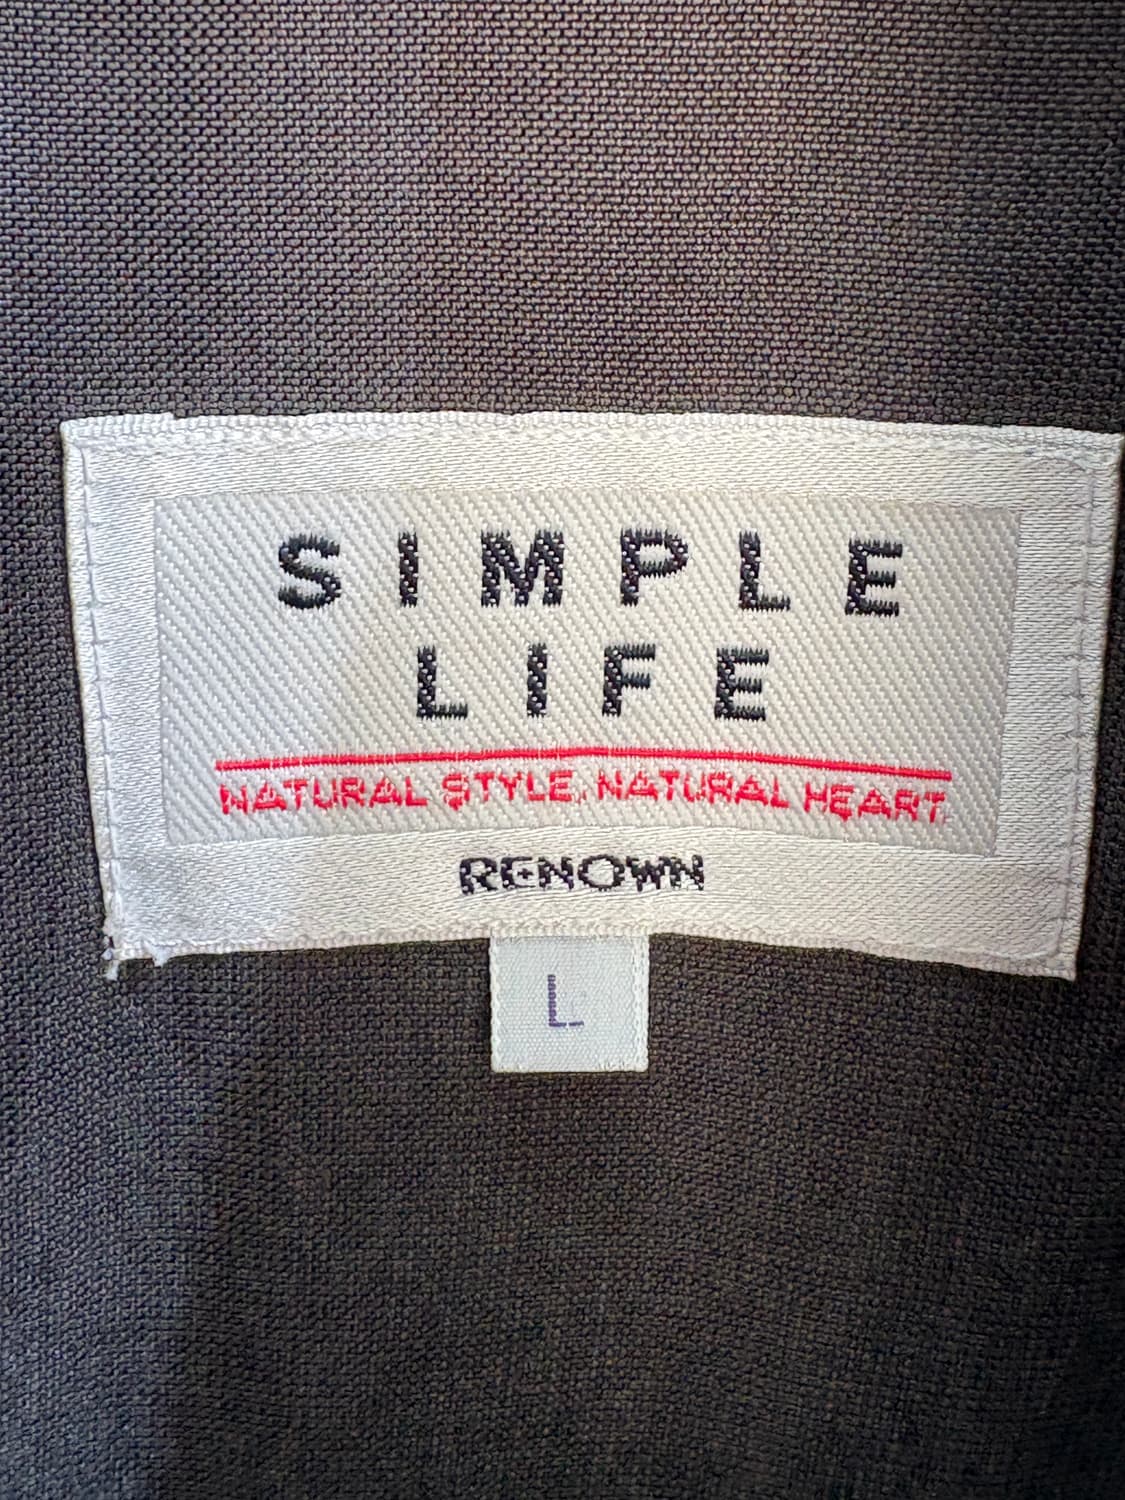 SIMPLE
LIFE
NATURAL STYLE, NATURAL HEART.
RENOWN
L